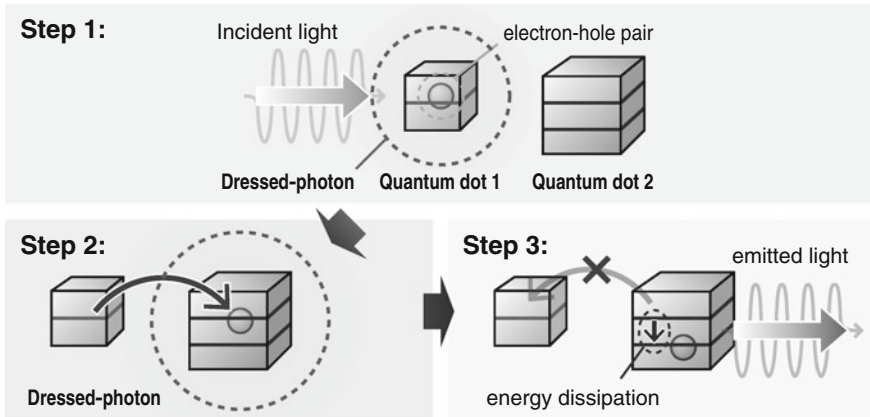 Step 1:
Incident light
electron-hole pair
Dressed-photon
Quantum dot 1
Quantum dot 2
Step 2:
Dressed-photon
Step 3:
emitted light
energy dissipation